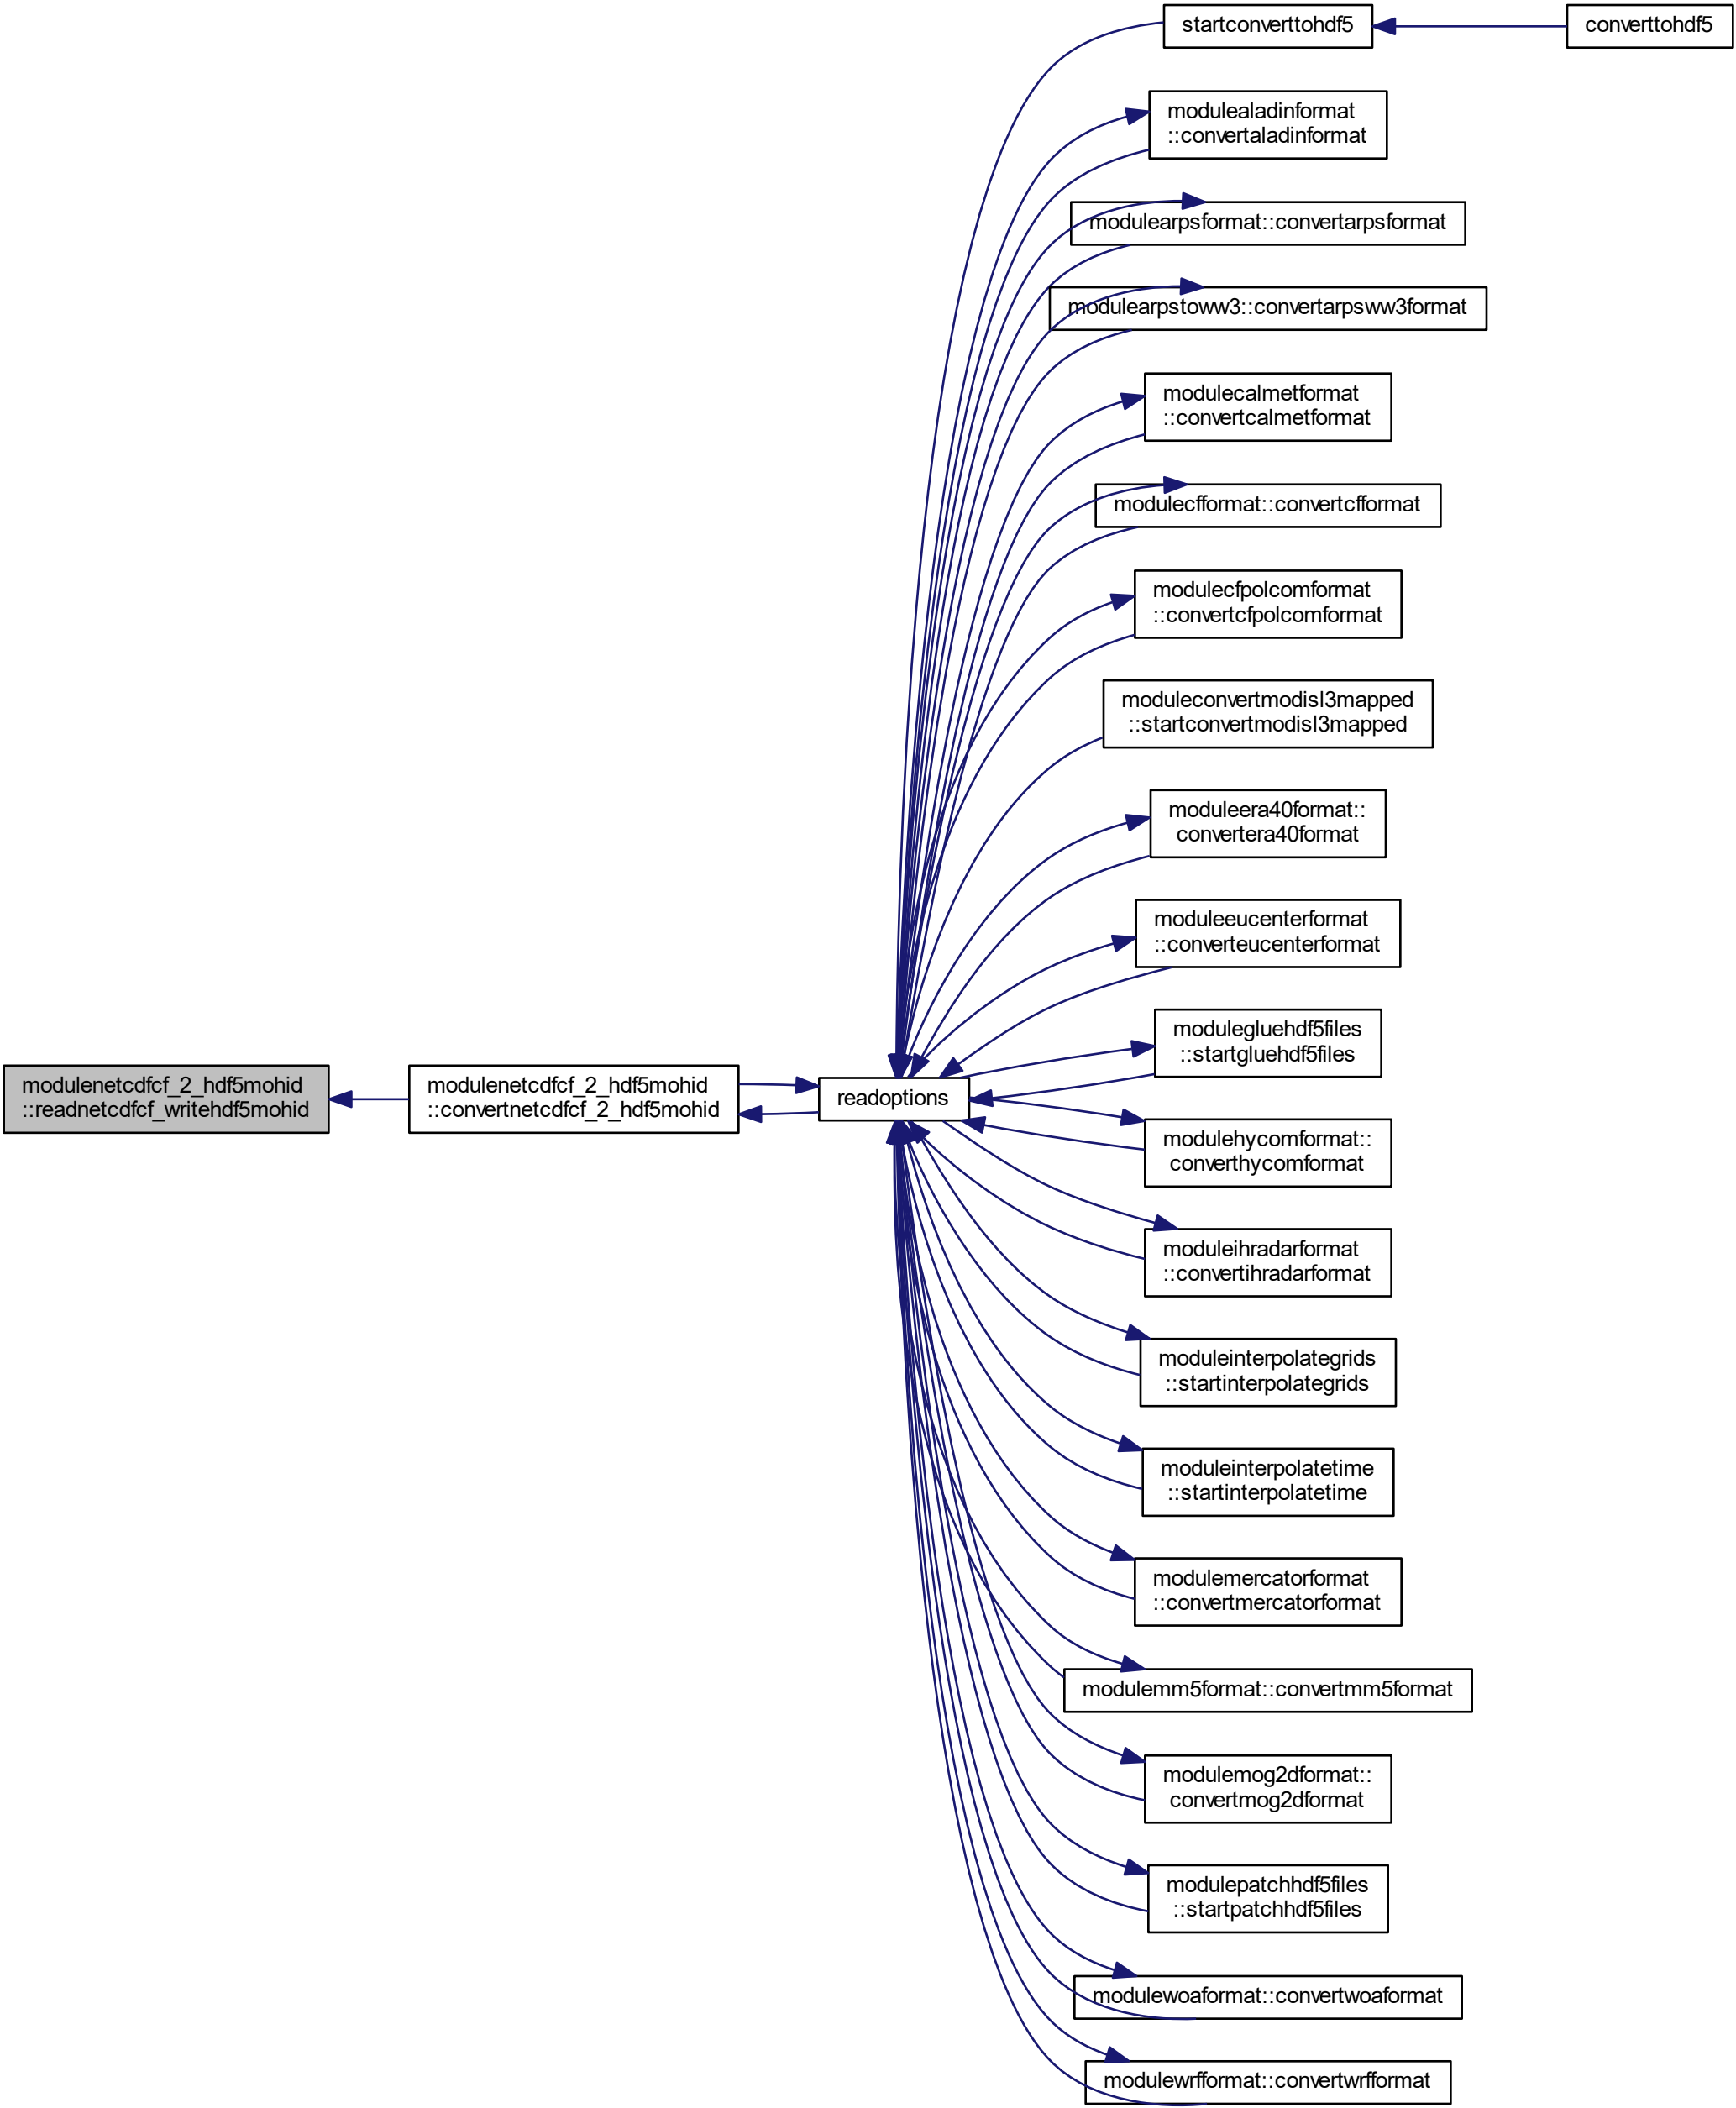 startconverttohdf5
converttohdf5
modulealadinformat
::convertaladinformat
modulearpsformat::convertarpsformat
modulearpstoww3::convertarpsww3format
modulecalmetformat
::convertcalmetformat
modulecfformat::convertcfformat
modulecfpolcomformat
::convertcfpolcomformat
moduleconvertmodisl3mapped
::startconvertmodisl3mapped
moduleera40format::
convertera40format
moduleeucenterformat
::converteucenterformat
modulegluehdf5files
::startgluehdf5files
modulenetcdfcf_2_hdf5mohid
::readnetcdfcf_writehdf5mohid
modulenetcdfcf_2_hdf5mohid
::convertnetcdfcf_2_hdf5mohid
readoptions
modulehycomformat::
converthycomformat
moduleihradarformat
::convertihradarformat
moduleinterpolategrids
::startinterpolategrids
moduleinterpolatetime
::startinterpolatetime
modulemercatorformat
::convertmercatorformat
modulemm5format::convertmm5format
modulemog2dformat::
convertmog2dformat
modulepatchhdf5files
::startpatchhdf5files
modulewoaformat::convertwoaformat
modulewrfformat::convertwrfformat